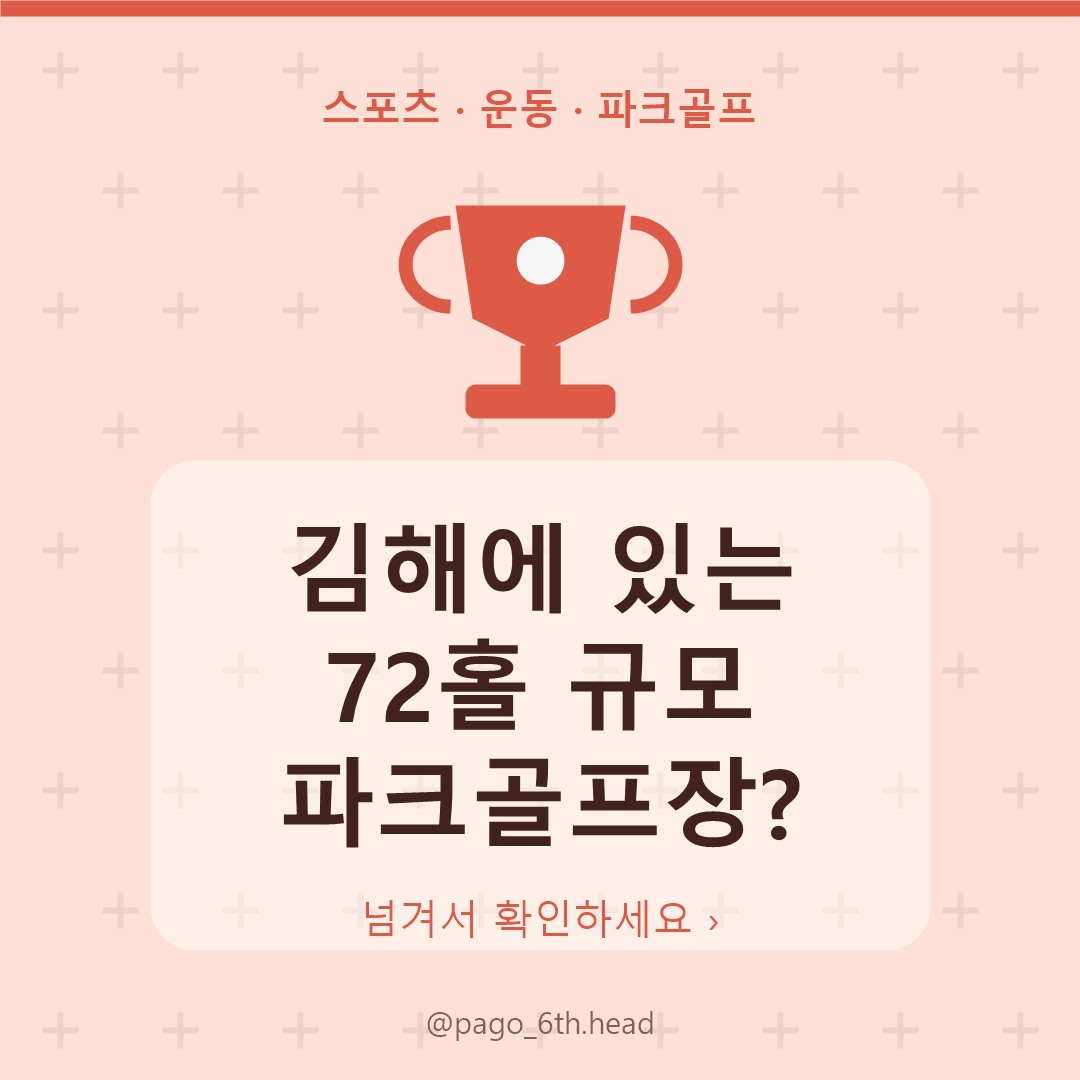 스포츠 · 운동 · 파크골프
김해에 있는
72홀 규모
파크골프장?
넘겨서 확인하세요 ›
@pago_6th.head